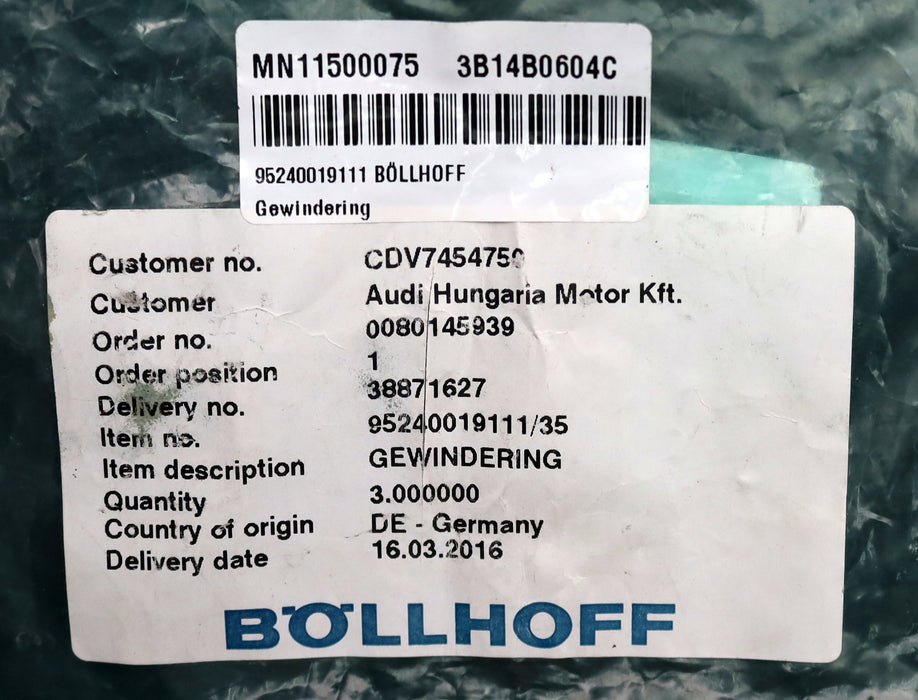 MN11500075 3B14B0604C
95240019111 BÖLLHOFF
Gewindering
Customer no. 
Customer Audi Hungaria Motor Kft.
Order no. 0080145939
Order position 1
Delivery no. 38871627
Item no. 95240019111/35
Item description GEWINDERING
Quantity 3.000000
Country of origin DE - Germany
Delivery date 16.03.2016
BÖLLHOFF